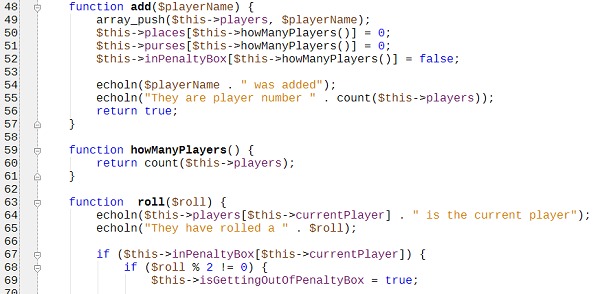 48 function add($playerName) {
49 array_push($this->players, $playerName);
50 $this->places[$this->howManyPlayers()] = 0;
51 $this->purses[$this->howManyPlayers()] = 0;
52 $this->inPenaltyBox[$this->howManyPlayers()] = false;
53
54 echoln($playerName . " was added");
55 echoln("They are player number " . count($this->players));
56 return true;
57 }
58
59 function howManyPlayers() {
60 return count($this->players);
61 }
62
63 function  roll($roll) {
64 echoln($this->players[$this->currentPlayer] . " is the current player");
65 echoln("They have rolled a " . $roll);
66
67 if ($this->inPenaltyBox[$this->currentPlayer]) {
68 if ($roll % 2 != 0) {
69 $this->isGettingOutOfPenaltyBox = true;
70